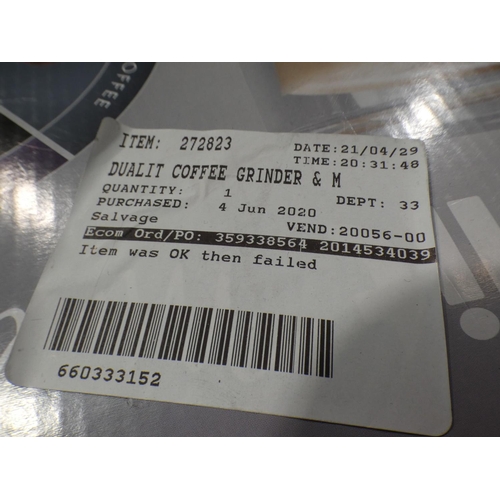 COFFEE
ITEM: 272823 DATE:21/04/29
TIME:20:31:48
DUALIT COFFEE GRINDER & M
QUANTITY: 1 DEPT: 33
PURCHASED: 4 Jun 2020
Salvage VEND:20056-00
Ecom Ord/PO: 359338564 2014534039
Item was OK then failed
660333152